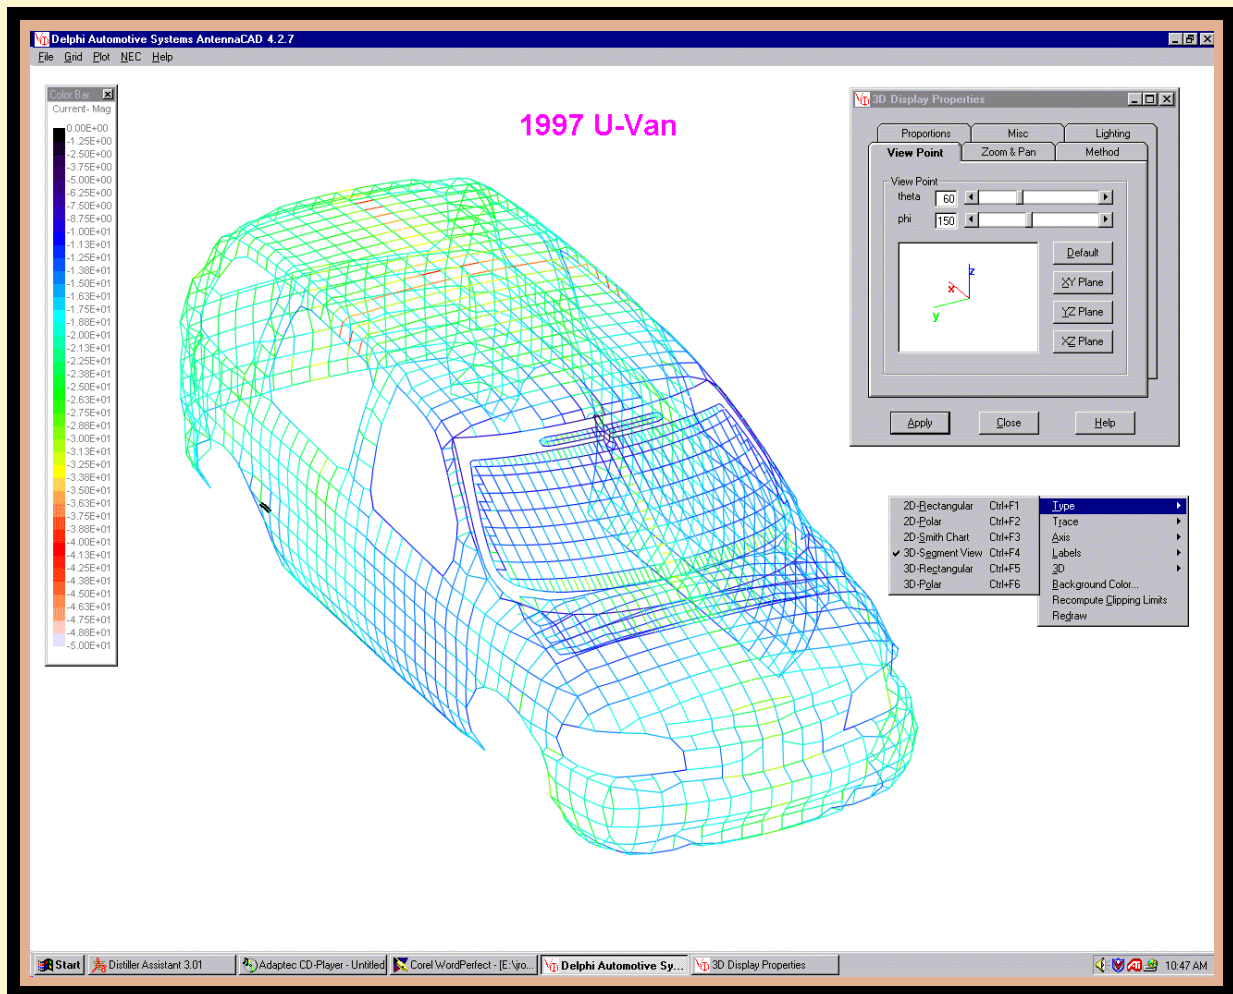 Delphi Automotive Systems AntennaCAD 4.2.7
File Grid Plot NEC Help
Color Bar
Current- Mag
0.00E+00
-1.25E+00
-2.50E+00
-3.75E+00
-5.00E+00
-6.25E+00
-7.50E+00
-8.75E+00
-1.00E+01
-1.13E+01
-1.25E+01
-1.38E+01
-1.50E+01
-1.63E+01
-1.75E+01
-1.88E+01
-2.00E+01
-2.13E+01
-2.25E+01
-2.38E+01
-2.50E+01
-2.63E+01
-2.75E+01
-2.88E+01
-3.00E+01
-3.13E+01
-3.25E+01
-3.38E+01
-3.50E+01
-3.63E+01
-3.75E+01
-3.88E+01
-4.00E+01
-4.13E+01
-4.25E+01
-4.38E+01
-4.50E+01
-4.63E+01
-4.75E+01
-4.88E+01
-5.00E+01
1997 U-Van
3D Display Properties
Proportions Misc Lighting
View Point Zoom & Pan Method
View Point
theta 60
phi 150
z
x
y
Default
XY Plane
YZ Plane
XZ Plane
Apply Close Help
2D-Rectangular Ctrl+F1
2D-Polar Ctrl+F2
2D-Smith Chart Ctrl+F3
3D-Segment View Ctrl+F4
3D-Rectangular Ctrl+F5
3D-Polar Ctrl+F6
Type
Trace
Axis
Labels
3D
Background Color...
Recompute Clipping Limits
Redraw
Start Distiller Assistant 3.01 Adaptec CD-Player - Untitled Corel WordPerfect - [E:\jro... Delphi Automotive Sy... 3D Display Properties 10:47 AM